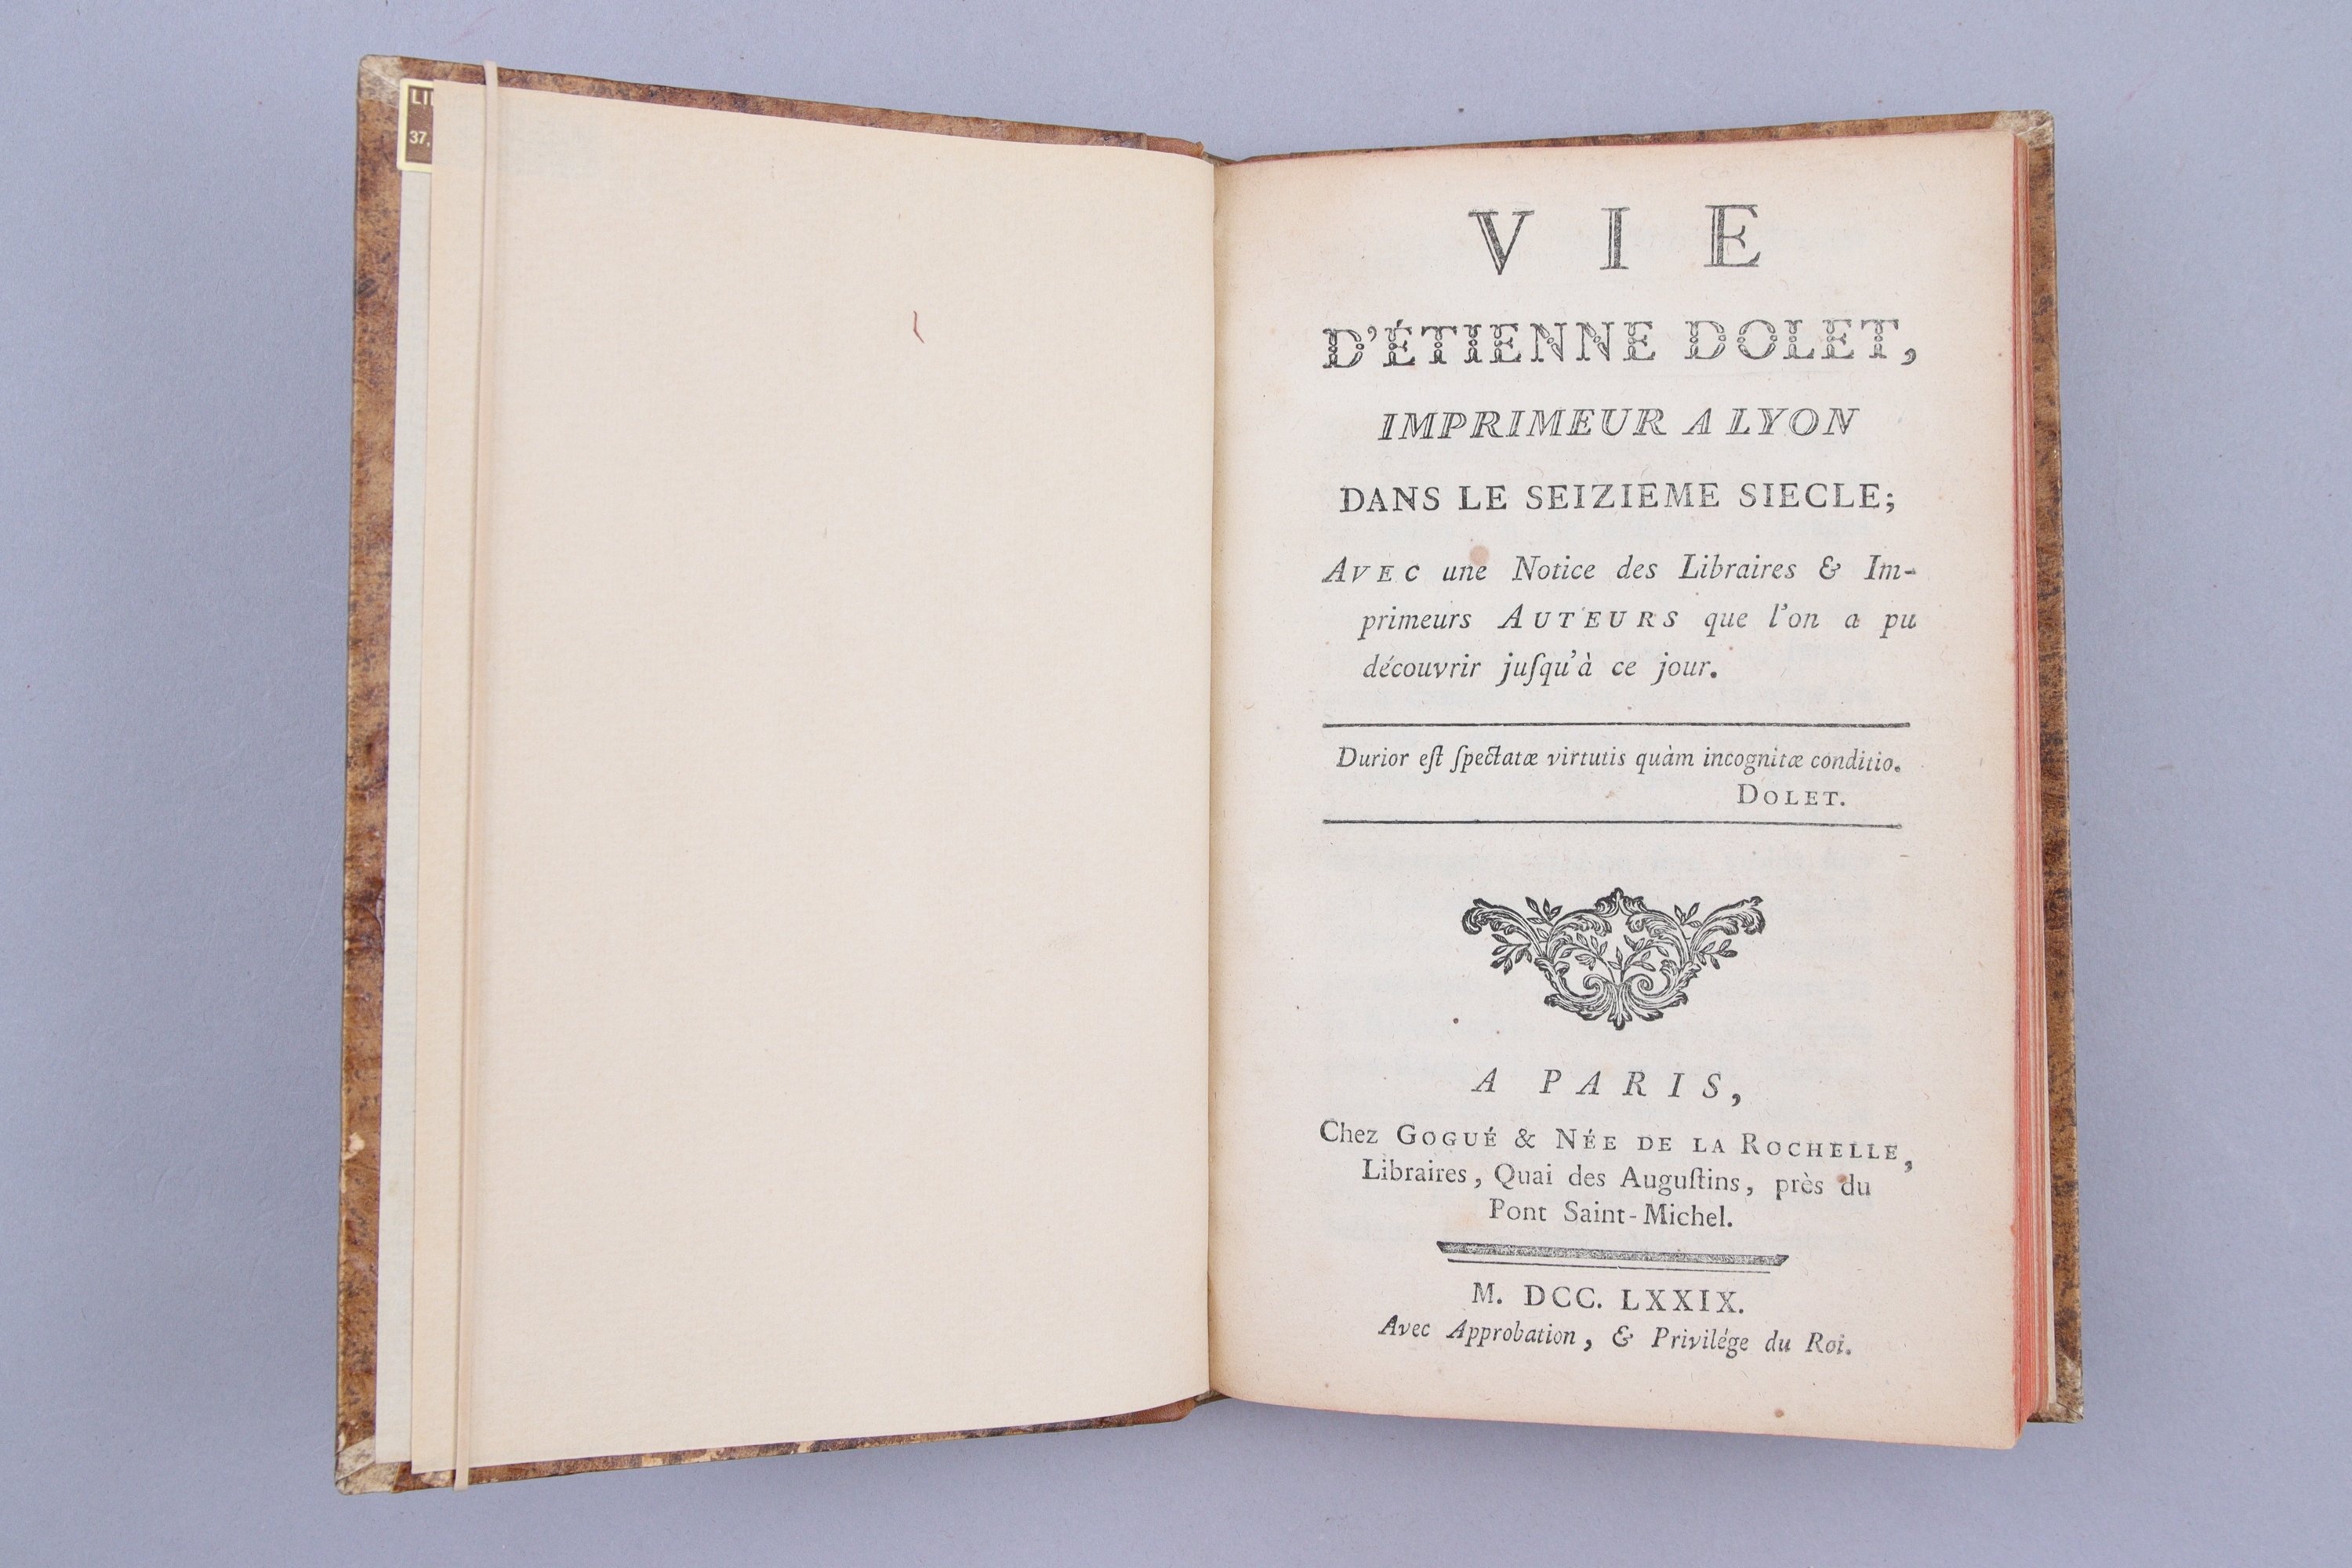 LI
37,
VIE
D'ÉTIENNE DOLET,
IMPRIMEUR A LYON
DANS LE SEIZIEME SIECLE;
AVEC une Notice des Libraires & Im-
primeurs AUTEURS que l'on a pu
découvrir juſqu'à ce jour.
Durior eſt ſpectatæ virtutis quàm incognitæ conditio.
DOLET.
A PARIS,
Chez GOGUÉ & NÉE DE LA ROCHELLE,
Libraires, Quai des Auguſtins, près du
Pont Saint-Michel.
M. DCC. LXXIX.
Avec Approbation, & Privilége du Roi.